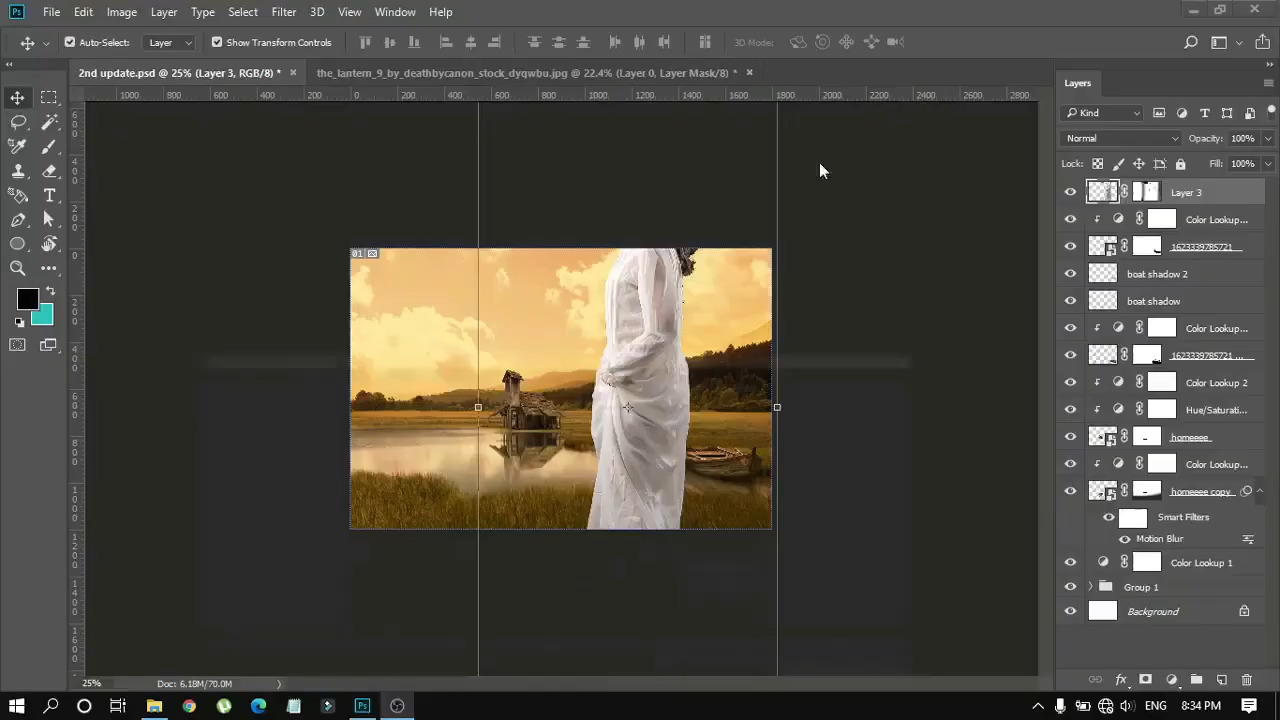 Ps File Edit Image Layer Type Select Filter 3D View Window Help
Auto-Select: Layer Show Transform Controls 3D Mode:
2nd update.psd @ 25% (Layer 3, RGB/8) * × the_lantern_9_by_deathbycanon_stock_dyqwbu.jpg @ 22.4% (Layer 0, Layer Mask/8) * ×
1000 800 600 400 200 0 200 400 600 800 1000 1200 1400 1600 1800 2000 2200 2400 2600 2800
01
25% Doc: 6.18M/70.0M
Layers
Kind
Normal Opacity: 100%
Lock: Fill: 100%
Layer 3
Color Lookup...
1623339785721
boat shadow 2
boat shadow
Color Lookup...
1623339785721 ...
Color Lookup 2
Hue/Saturati...
homeeee
Color Lookup...
homeeee copy
Smart Filters
Motion Blur
Color Lookup 1
Group 1
Background
fx
Ps ENG 8:34 PM